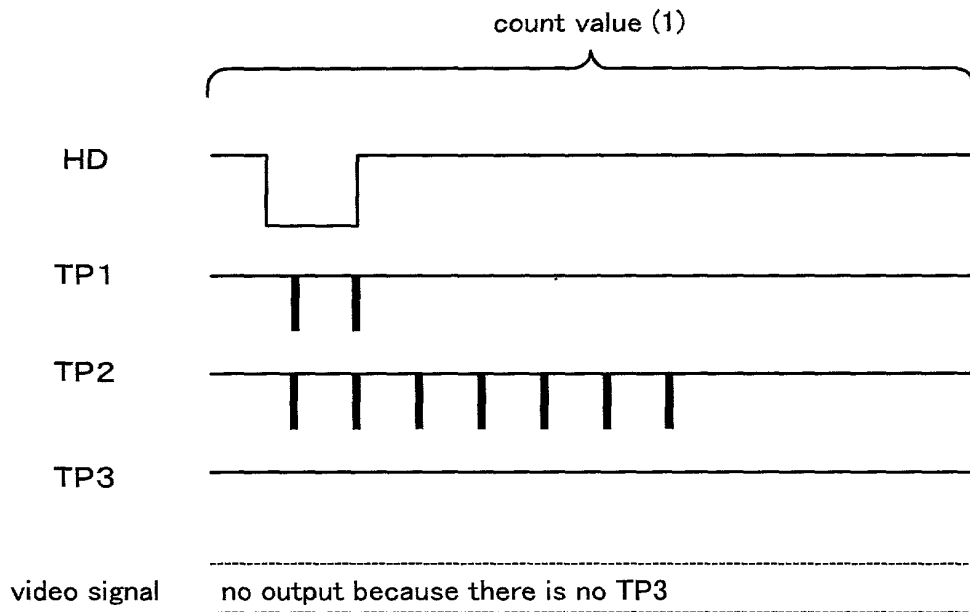 count value (1)
HD
TP1
TP2
TP3
video signal no output because there is no TP3